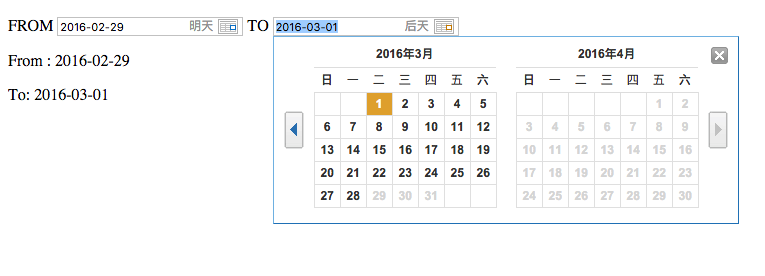 FROM 2016-02-29 明天 TO 2016-03-01 后天
From : 2016-02-29
To: 2016-03-01
2016年3月
日 一 二 三 四 五 六
1 2 3 4 5
6 7 8 9 10 11 12
13 14 15 16 17 18 19
20 21 22 23 24 25 26
27 28 29 30 31
2016年4月
日 一 二 三 四 五 六
1 2
3 4 5 6 7 8 9
10 11 12 13 14 15 16
17 18 19 20 21 22 23
24 25 26 27 28 29 30